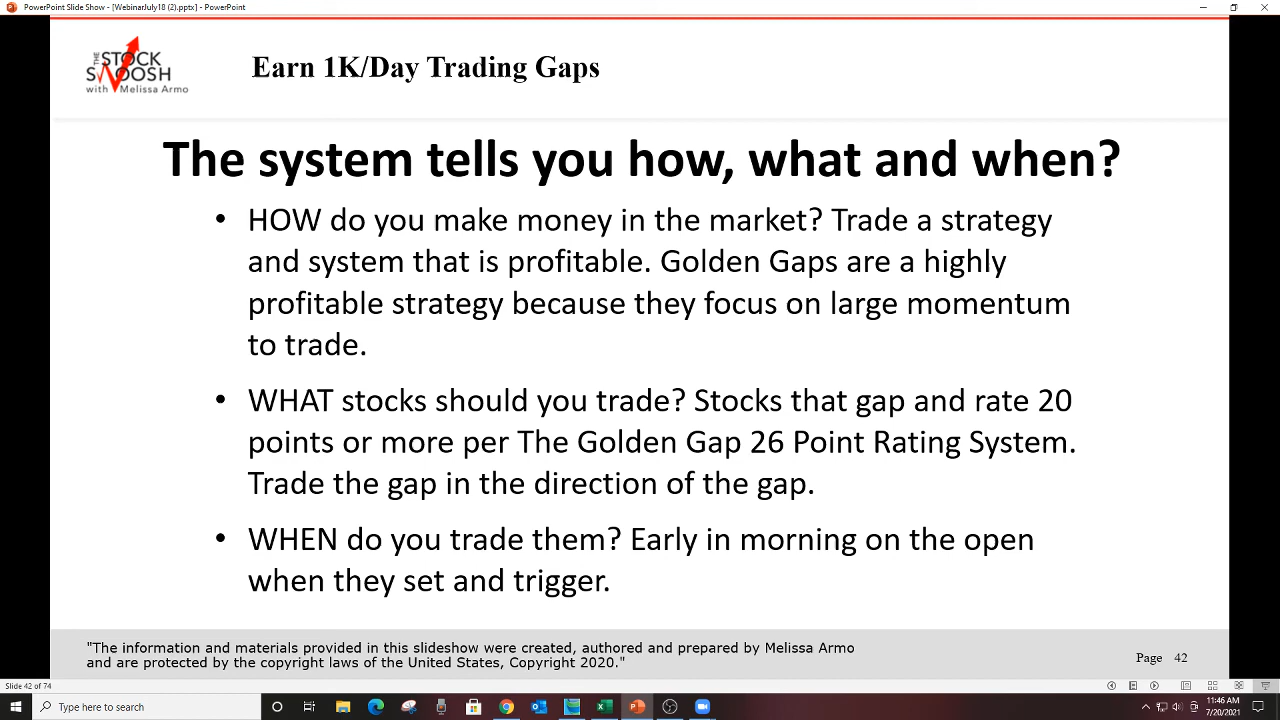 PowerPoint Slide Show - [WebinarJuly18 (2).pptx] - PowerPoint
THE
STOCK
SWOOSH
with Melissa Armo
Earn 1K/Day Trading Gaps
The system tells you how, what and when?
• HOW do you make money in the market? Trade a strategy
and system that is profitable. Golden Gaps are a highly
profitable strategy because they focus on large momentum
to trade.
• WHAT stocks should you trade? Stocks that gap and rate 20
points or more per The Golden Gap 26 Point Rating System.
Trade the gap in the direction of the gap.
• WHEN do you trade them? Early in morning on the open
when they set and trigger.
"The information and materials provided in this slideshow were created, authored and prepared by Melissa Armo
and are protected by the copyright laws of the United States, Copyright 2020."
Page 42
Slide 42 of 74
Type here to search
11:46 AM
7/20/2021